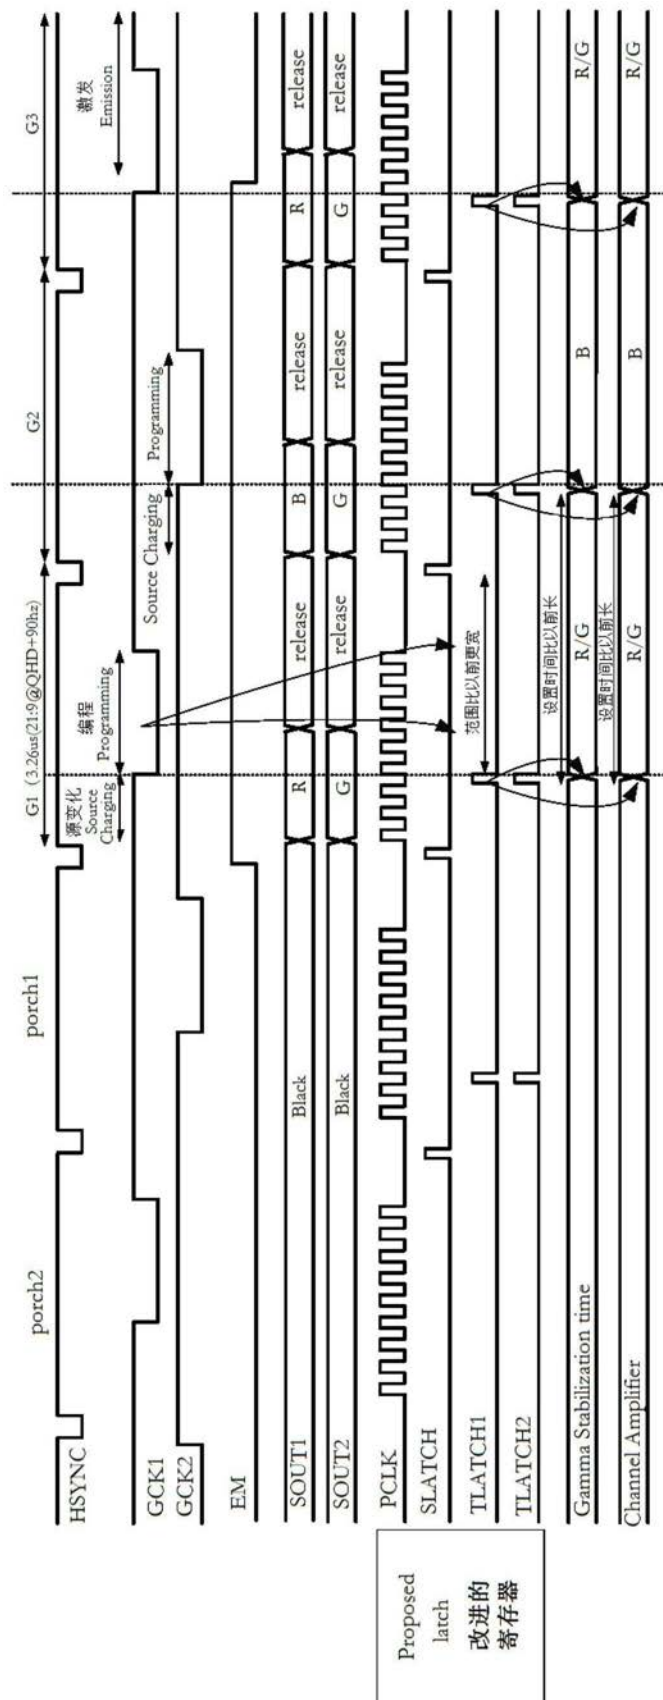 porch2
porch1
G1 (3.26us(21:9@QHD+90hz)
G2
G3
HSYNC
源变化
Source
Charging
编程
Programming
激发
Emission
GCK1
Source Charging
Programming
GCK2
EM
SOUT1
Black
R
release
B
release
R
release
SOUT2
Black
G
release
G
release
G
release
PCLK
SLATCH
Proposed
latch
改进的
寄存器
范围比以前更宽
TLATCH1
TLATCH2
设置时间比以前长
Gamma Stabilization time
R/G
B
R/G
设置时间比以前长
Channel Amplifier
R/G
B
R/G